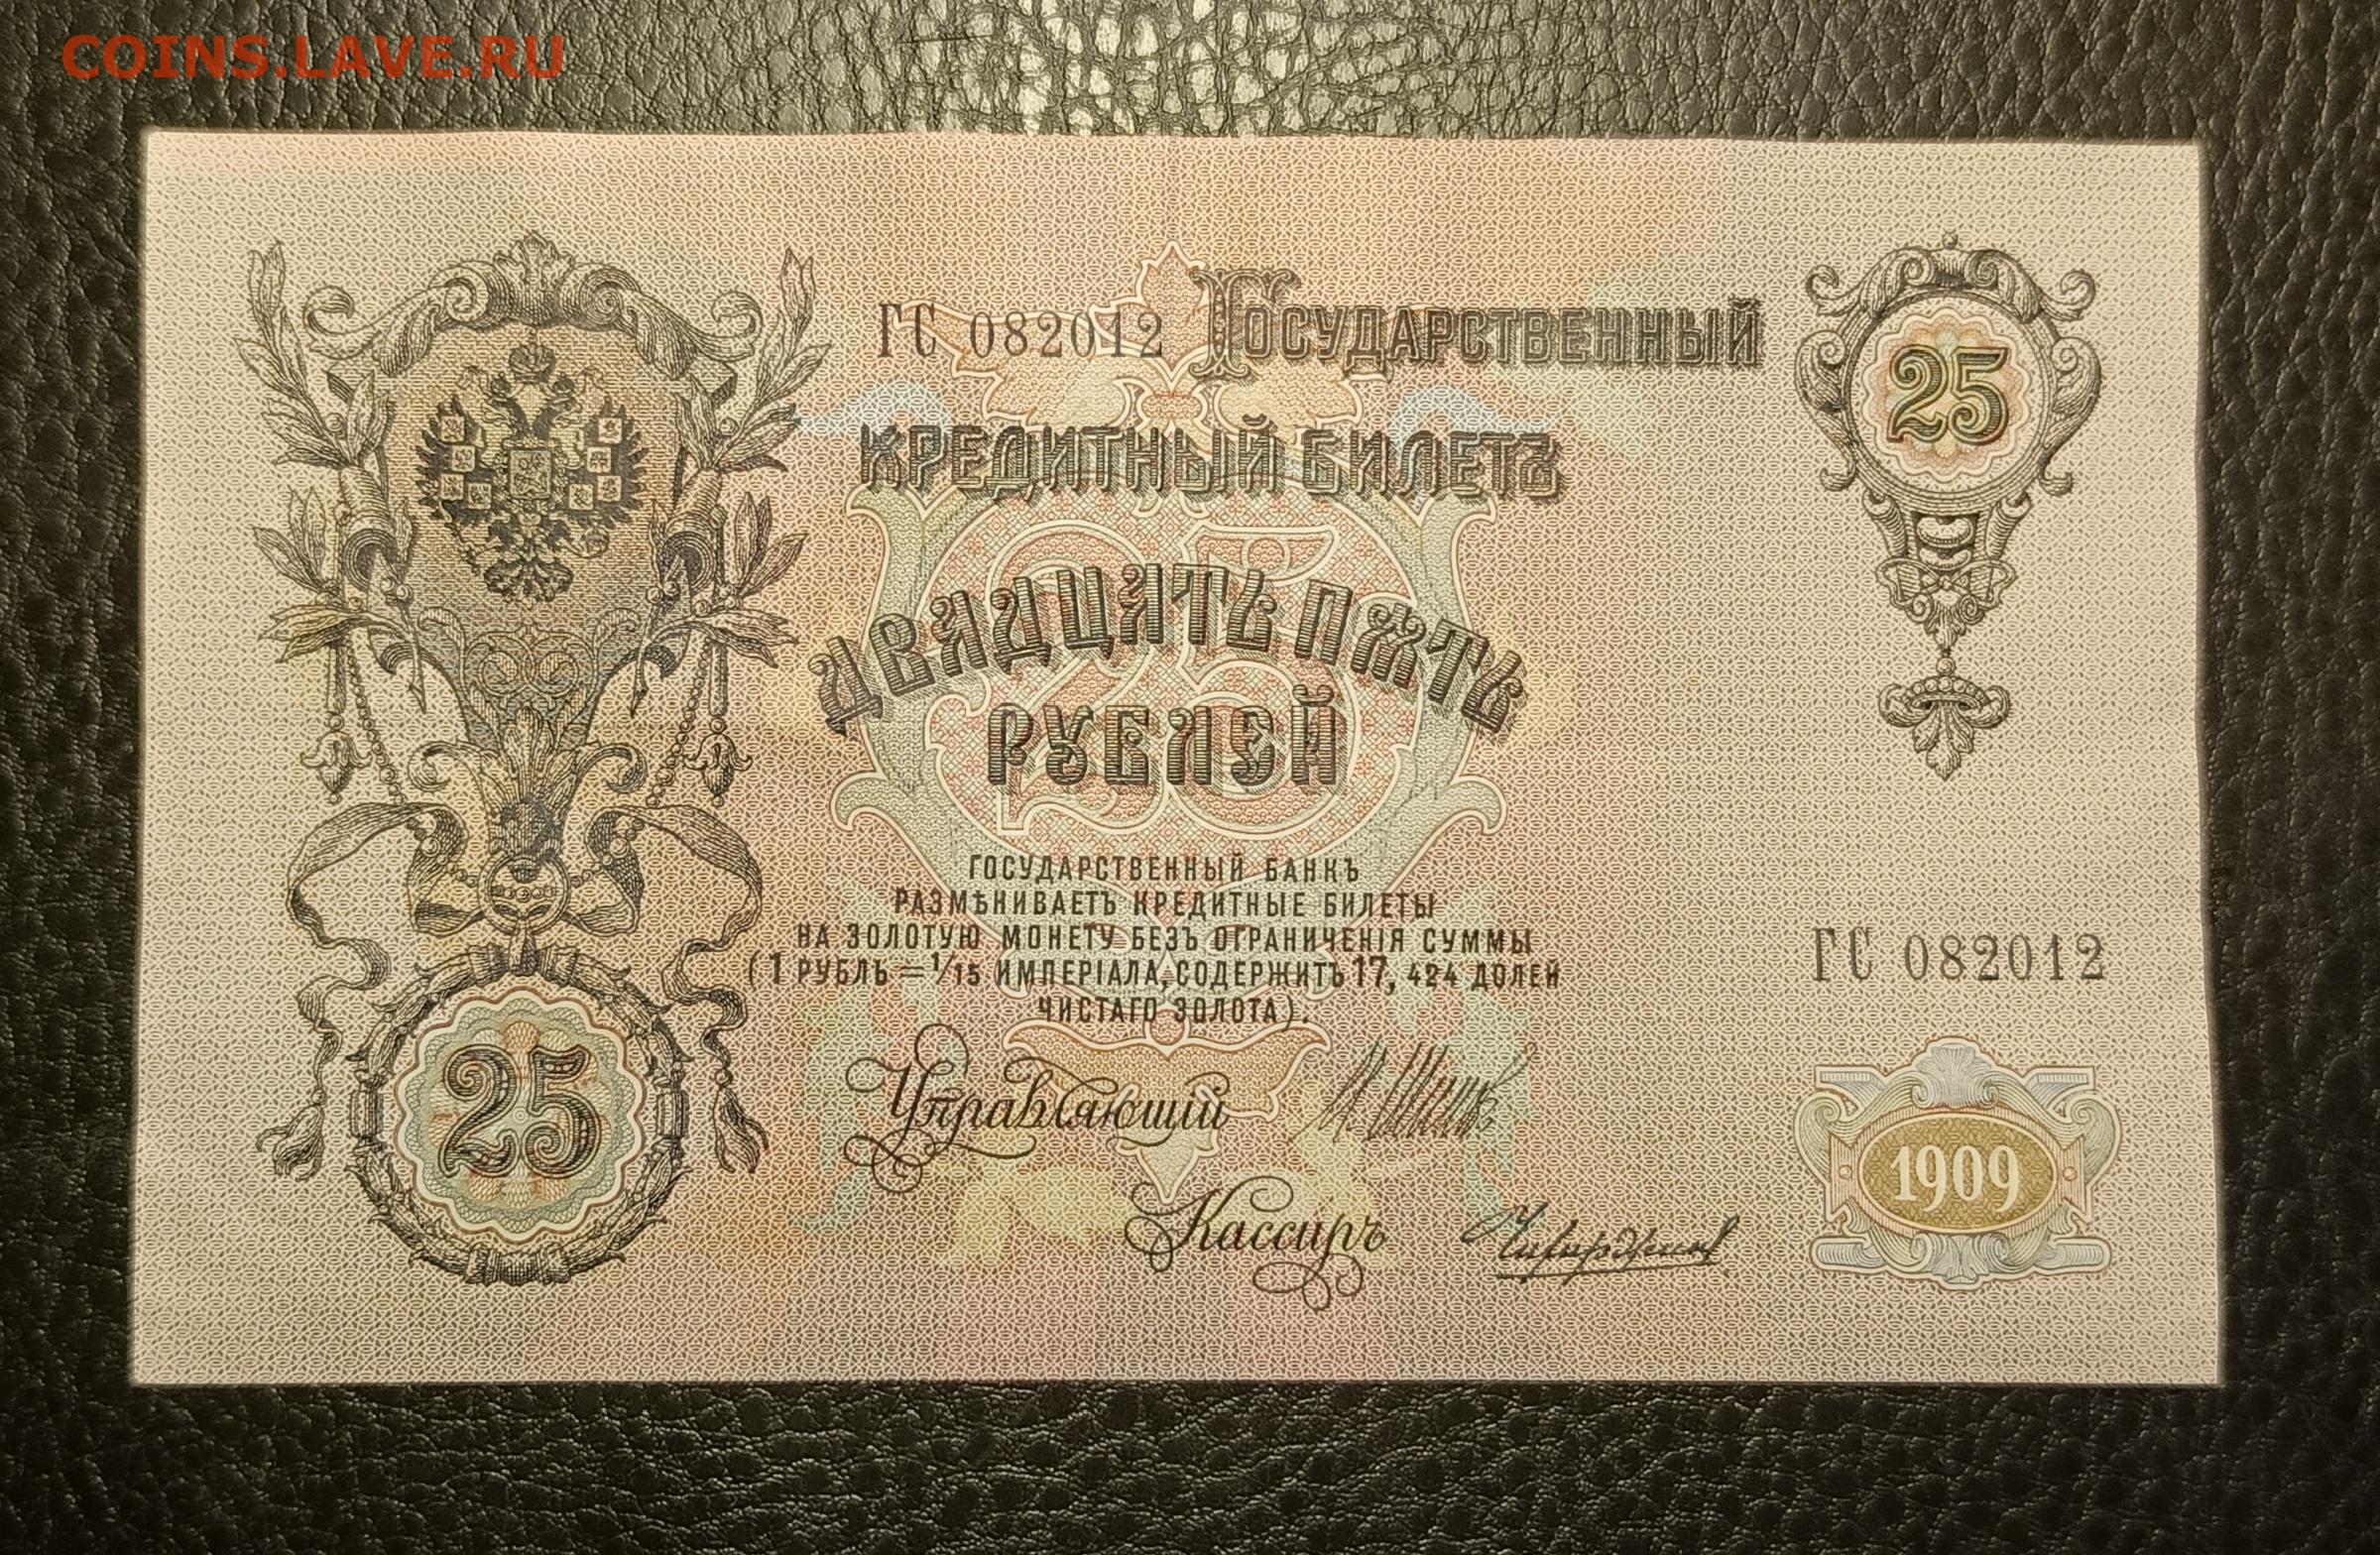 COINS.LAVE.RU
ГС 082012 ГОСУДАРСТВЕННЫЙ
25
КРЕДИТНЫЙ БИЛЕТЪ
25
ДВАДЦАТЬ ПЯТЬ
РУБЛЕЙ
ГОСУДАРСТВЕННЫЙ БАНКЪ
РАЗМѢНИВАЕТЪ КРЕДИТНЫЕ БИЛЕТЫ
НА ЗОЛОТУЮ МОНЕТУ БЕЗЪ ОГРАНИЧЕНІЯ СУММЫ
(1 РУБЛЬ=1/15 ИМПЕРІАЛА, СОДЕРЖИТЪ 17, 424 ДОЛЕЙ
ЧИСТАГО ЗОЛОТА).
ГС 082012
25
Управляющій
Кассиръ
1909